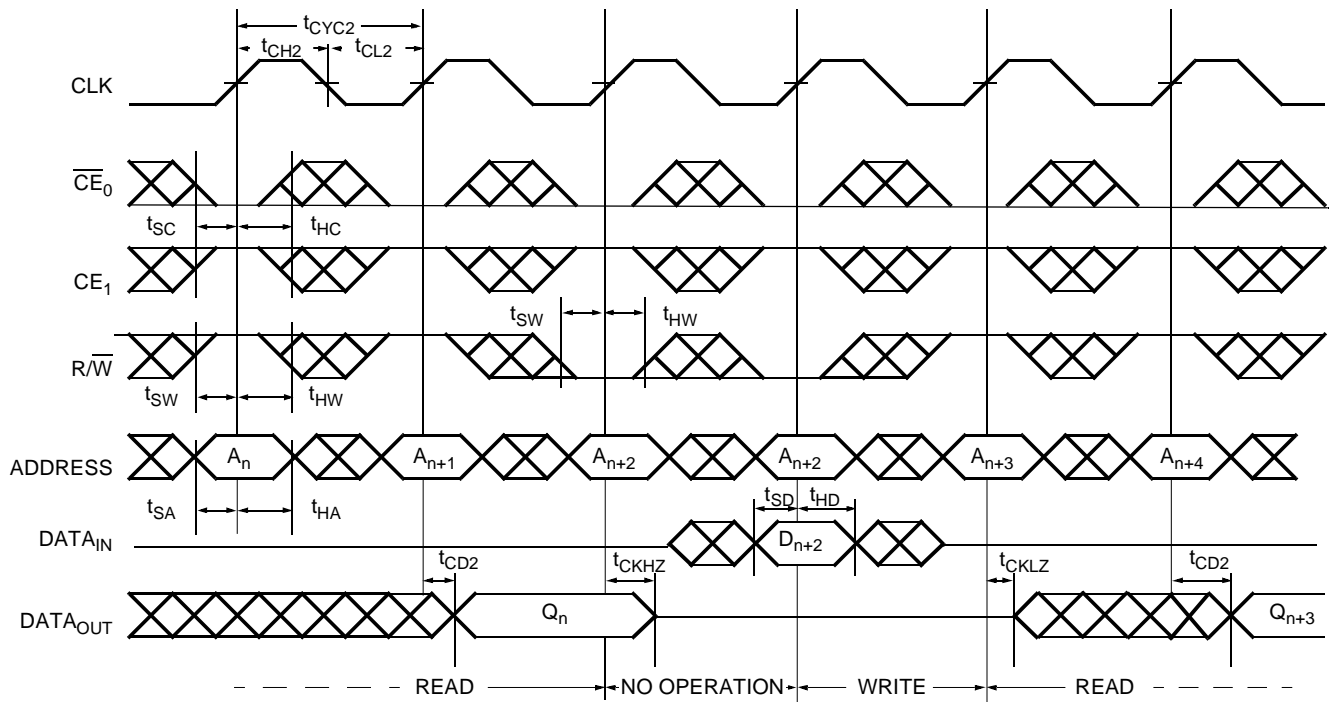 tCYC2
tCH2 tCL2
CLK
CE0
tSC tHC
CE1
tSW tHW
R/W
tSW tHW
ADDRESS An An+1 An+2 An+2 An+3 An+4
tSA tHA tSD tHD
DATAIN Dn+2
tCD2 tCKHZ tCKLZ tCD2
DATAOUT Qn Qn+3
READ NO OPERATION WRITE READ